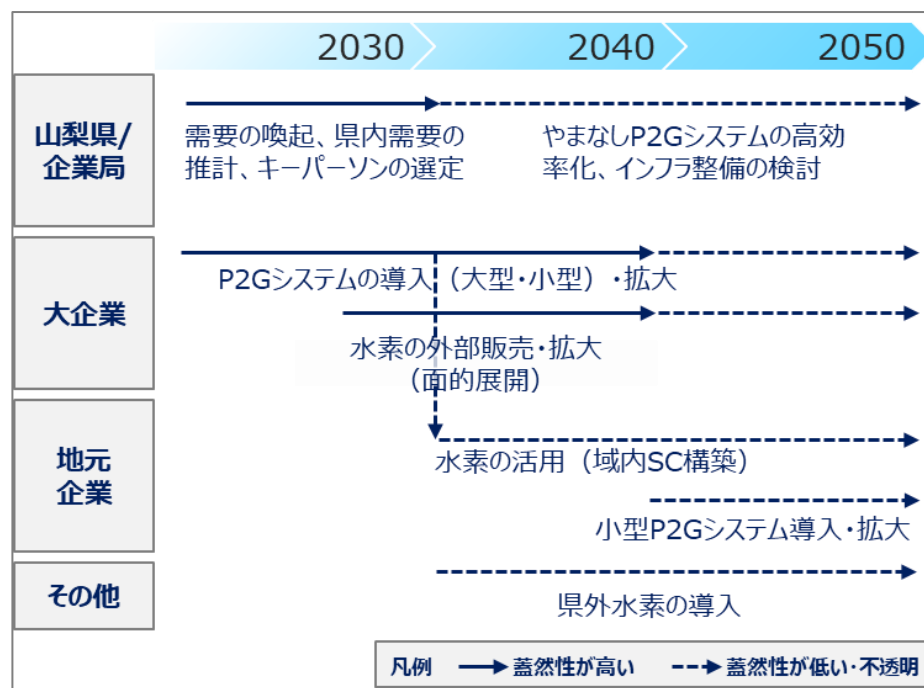 2030
2040
2050
山梨県/
企業局
需要の喚起、県内需要の
推計、キーパーソンの選定
やまなしP2Gシステムの高効
率化、インフラ整備の検討
大企業
P2Gシステムの導入（大型・小型）・拡大
水素の外部販売・拡大
（面的展開）
地元
企業
水素の活用（域内SC構築）
小型P2Gシステム導入・拡大
その他
県外水素の導入
凡例
蓋然性が高い
蓋然性が低い・不透明